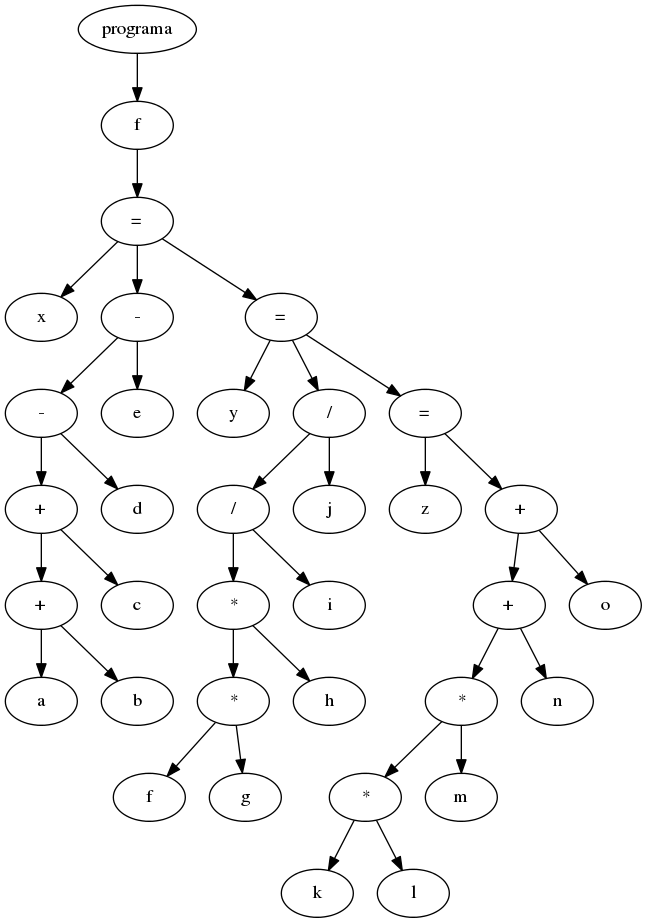 programa
f
=
x - =
- e y / =
+ d / j z +
+ c * i + o
a b * h * n
f g * m
k l